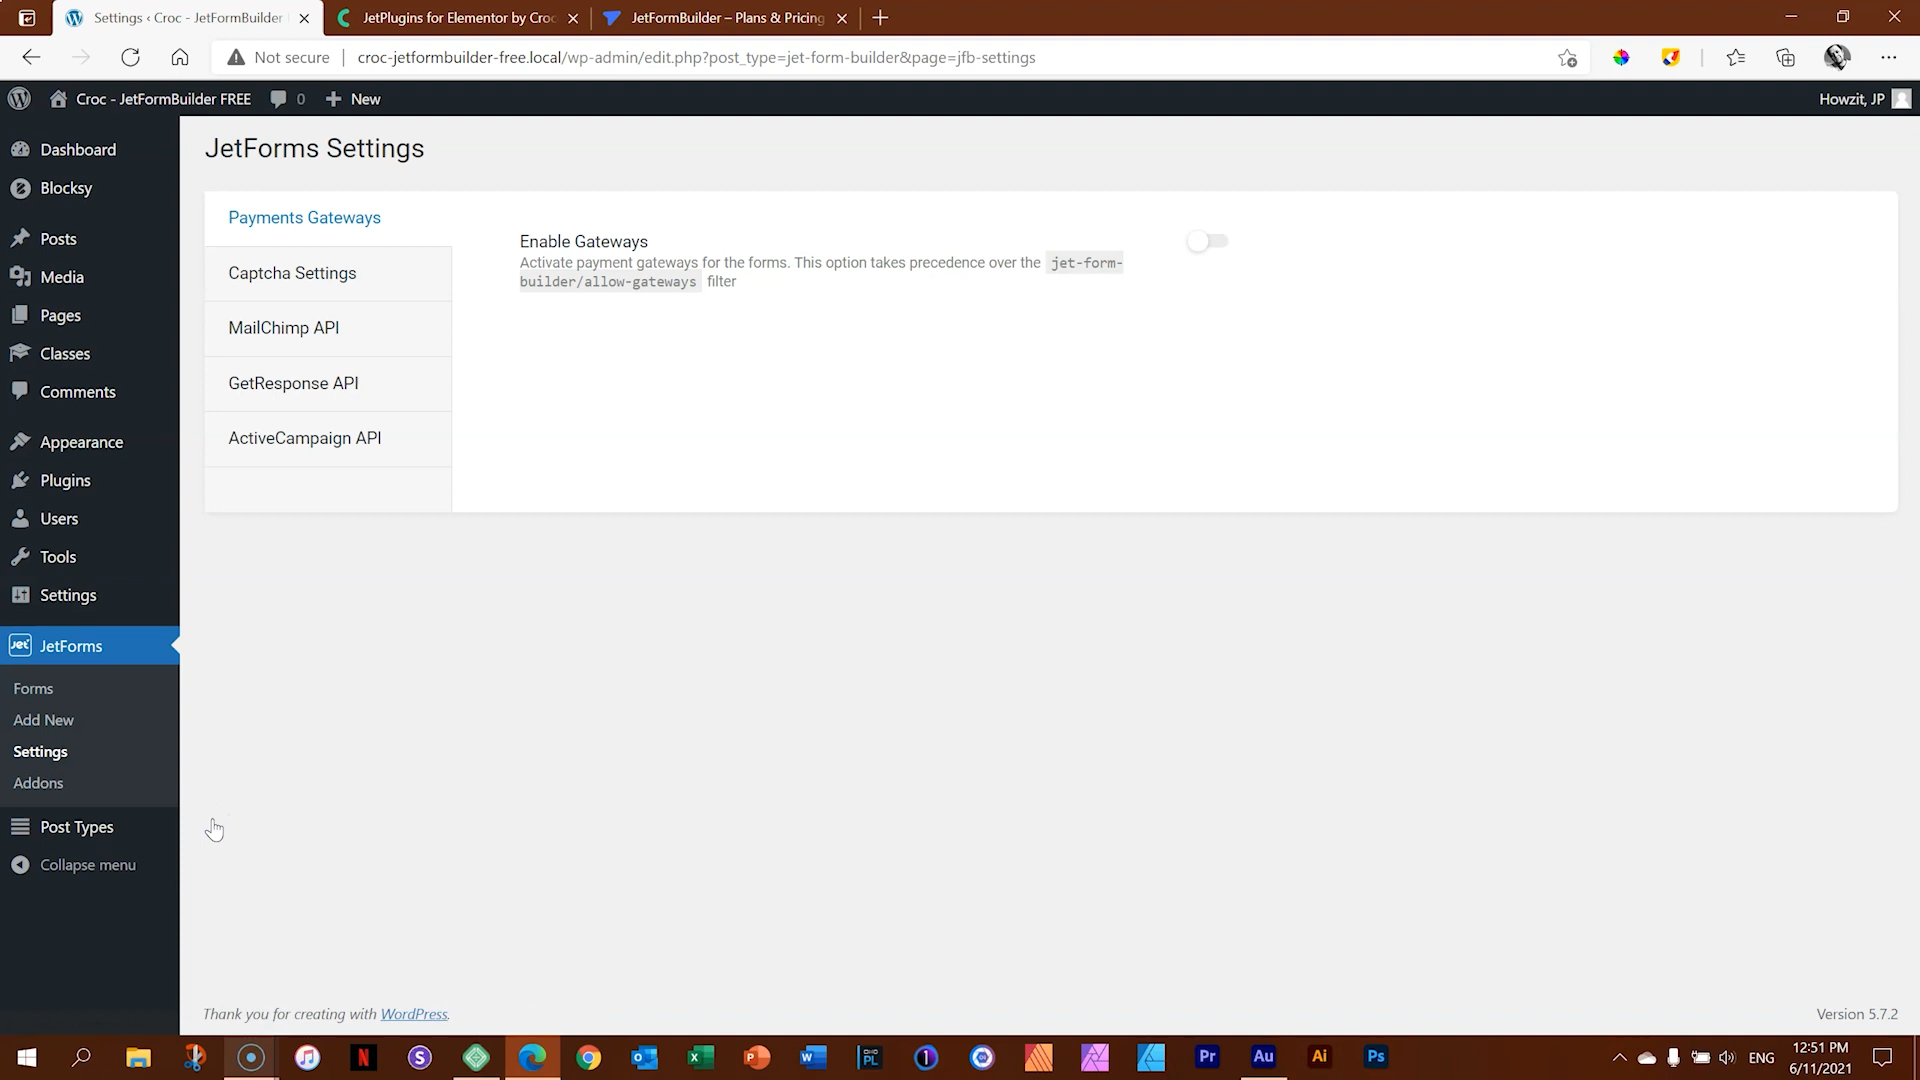 Settings ‹ Croc - JetFormBuilder
JetPlugins for Elementor by Croc
JetFormBuilder – Plans & Pricing
Not secure
croc-jetformbuilder-free.local/wp-admin/edit.php?post_type=jet-form-builder&page=jfb-settings
Croc - JetFormBuilder FREE
0
New
Howzit, JP
Dashboard
Blocksy
Posts
Media
Pages
Classes
Comments
Appearance
Plugins
Users
Tools
Settings
JetForms
Forms
Add New
Settings
Addons
Post Types
Collapse menu
JetForms Settings
Payments Gateways
Captcha Settings
MailChimp API
GetResponse API
ActiveCampaign API
Enable Gateways
Activate payment gateways for the forms. This option takes precedence over the jet-form-
builder/allow-gateways filter
Thank you for creating with WordPress.
Version 5.7.2
ENG
12:51 PM
6/11/2021